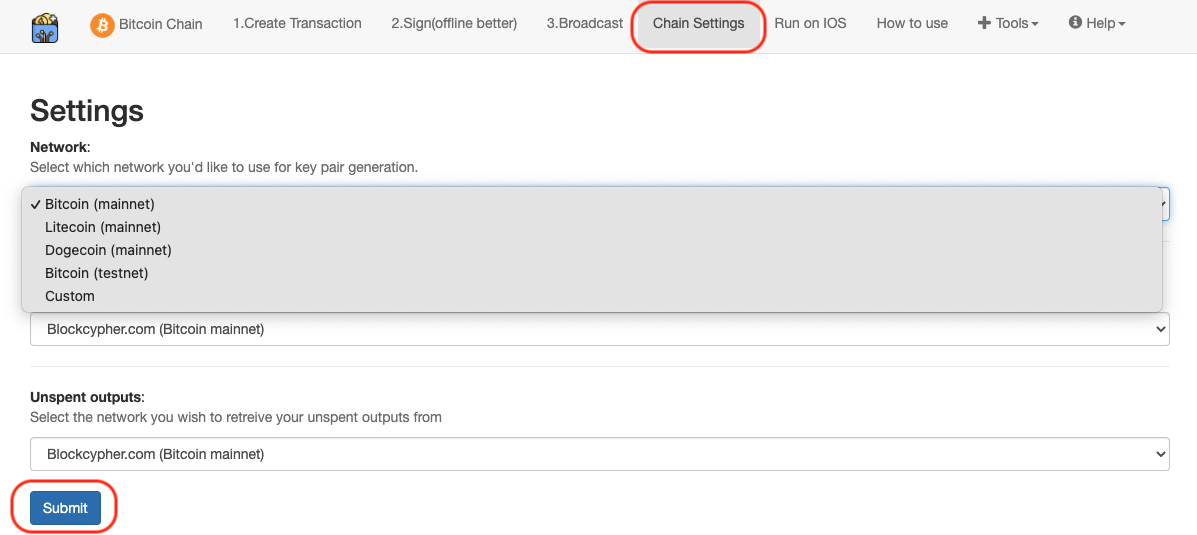 Bitcoin Chain 1.Create Transaction 2.Sign(offline better) 3.Broadcast Chain Settings Run on IOS How to use Tools Help
Settings
Network:
Select which network you'd like to use for key pair generation.
Bitcoin (mainnet)
Litecoin (mainnet)
Dogecoin (mainnet)
Bitcoin (testnet)
Custom
Blockcypher.com (Bitcoin mainnet)
Unspent outputs:
Select the network you wish to retreive your unspent outputs from
Blockcypher.com (Bitcoin mainnet)
Submit